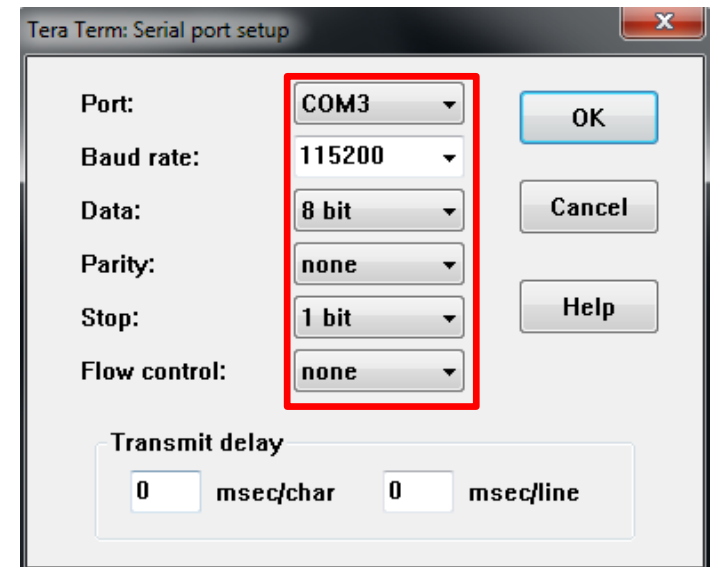 Tera Term: Serial port setup
Port: COM3
OK
Baud rate: 115200
Data: 8 bit
Cancel
Parity: none
Stop: 1 bit
Help
Flow control: none
Transmit delay
0 msec/char 0 msec/line